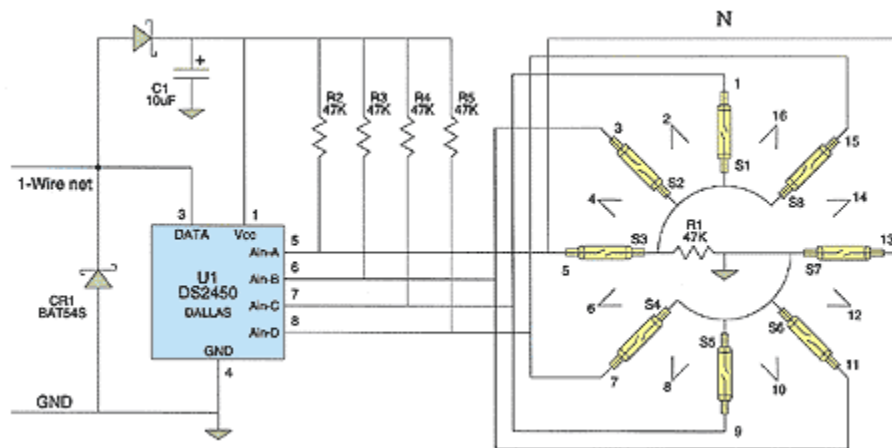 N
C1
10uF
R2
47K
R3
47K
R4
47K
R5
47K
1
2
16
3
15
S1
S2
S8
4
14
1-Wire net
3
1
DATA
Vcc
5
Ain-A
S3
R1
47K
13
5
S7
U1
DS2450
DALLAS
6
Ain-B
7
Ain-C
8
Ain-D
CR1
BAT54S
6
S4
S5
S6
12
GND
4
7
8
10
11
GND
9